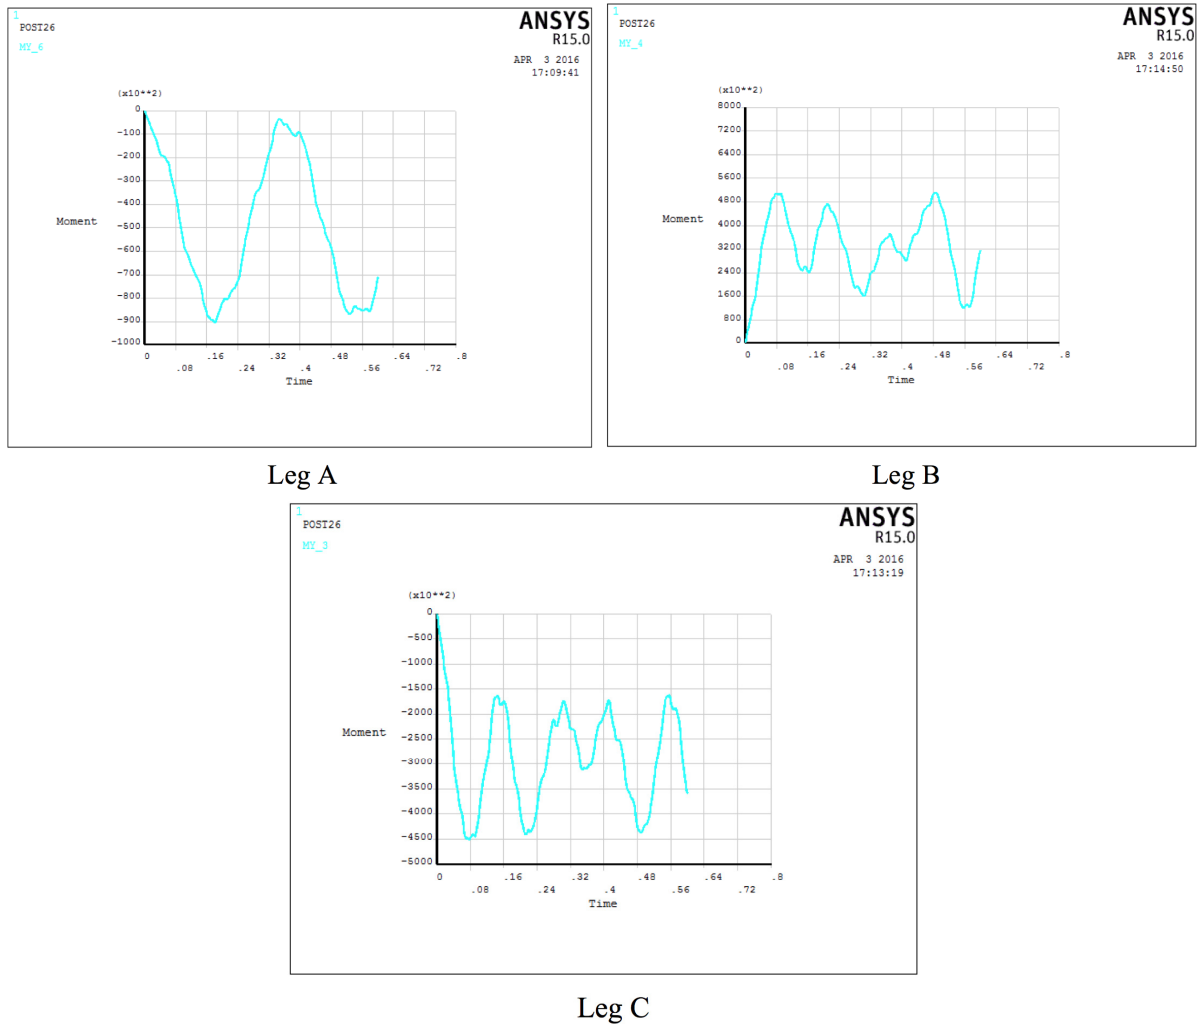 1
POST26
MY_6
ANSYS
R15.0
APR 3 2016
17:09:41
(x10**2)
0
-100
-200
-300
-400
-500
-600
-700
-800
-900
-1000
Moment
0 .16 .32 .48 .64 .8
.08 .24 .4 .56 .72
Time
Leg A
1
POST26
MY_4
ANSYS
R15.0
APR 3 2016
17:14:50
(x10**2)
8000
7200
6400
5600
4800
4000
3200
2400
1600
800
0
Moment
0 .16 .32 .48 .64 .8
.08 .24 .4 .56 .72
Time
Leg B
1
POST26
MY_3
ANSYS
R15.0
APR 3 2016
17:13:19
(x10**2)
0
-500
-1000
-1500
-2000
-2500
-3000
-3500
-4000
-4500
-5000
Moment
0 .16 .32 .48 .64 .8
.08 .24 .4 .56 .72
Time
Leg C